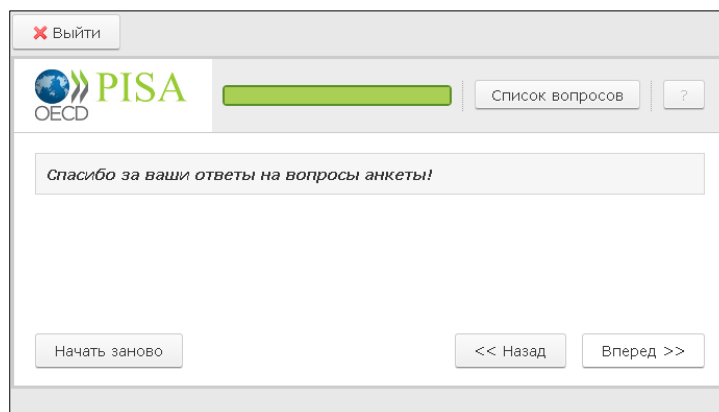 Выйти
PISA
OECD
Список вопросов
?
Спасибо за ваши ответы на вопросы анкеты!
Начать заново
<< Назад
Вперед >>